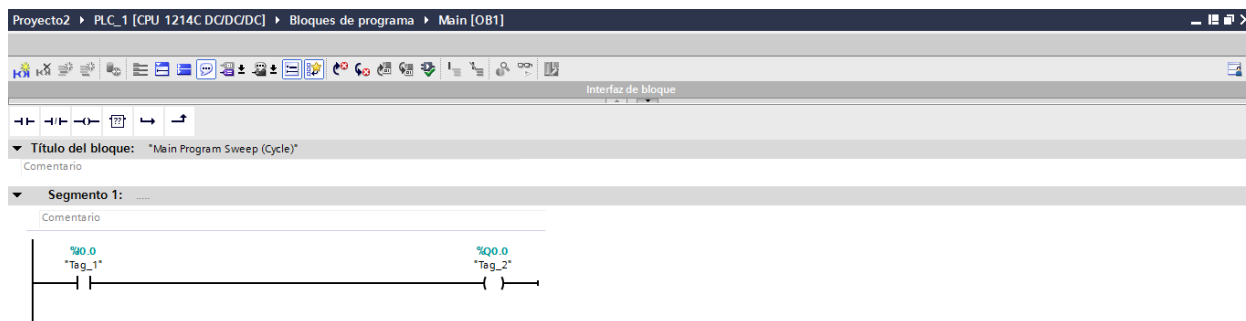 Proyecto2 ▸ PLC_1 [CPU 1214C DC/DC/DC] ▸ Bloques de programa ▸ Main [OB1]
Interfaz de bloque
??
Título del bloque: "Main Program Sweep (Cycle)"
Comentario
Segmento 1: .....
Comentario
%I0.0 %Q0.0
"Tag_1" "Tag_2"